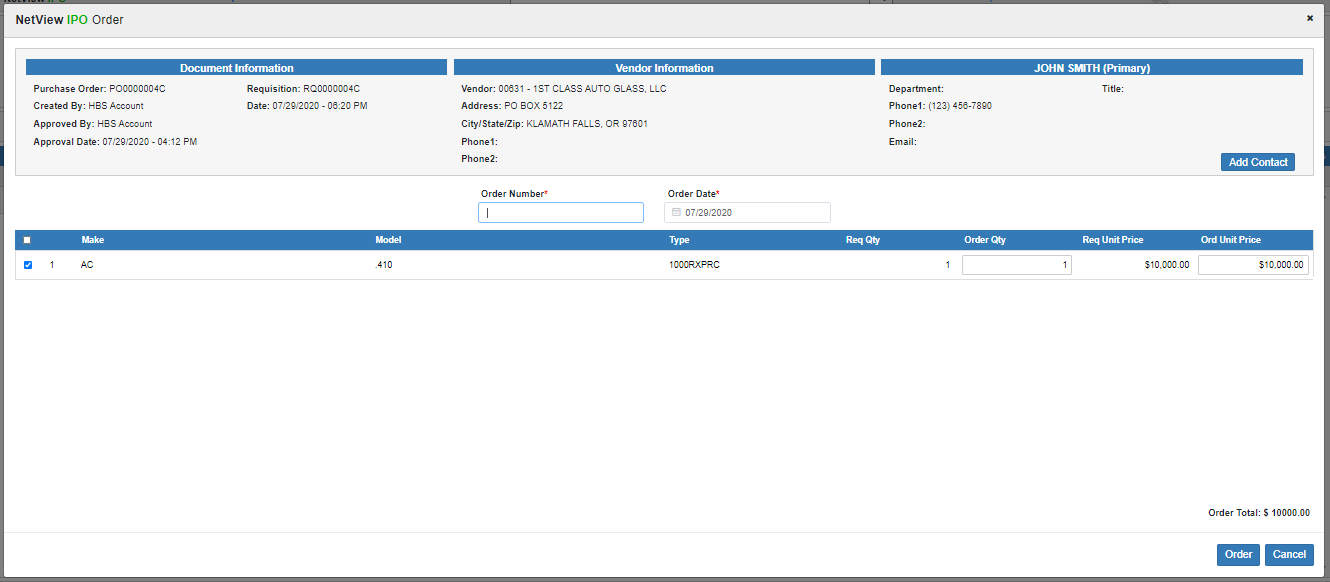 NetView IPO Order
Document Information
Purchase Order: PO0000004C
Requisition: RQ0000004C
Created By: HBS Account
Date: 07/29/2020 - 06:20 PM
Approved By: HBS Account
Approval Date: 07/29/2020 - 04:12 PM
Vendor Information
Vendor: 00631 - 1ST CLASS AUTO GLASS, LLC
Address: PO BOX 5122
City/State/Zip: KLAMATH FALLS, OR 97601
Phone1:
Phone2:
JOHN SMITH (Primary)
Department:
Title:
Phone1: (123) 456-7890
Phone2:
Email:
Add Contact
Order Number*
Order Date*
07/29/2020
Make Model Type Req Qty Order Qty Req Unit Price Ord Unit Price
1 AC .410 1000RXPRC 1 1 $10,000.00 $10,000.00
Order Total: $ 10000.00
Order Cancel